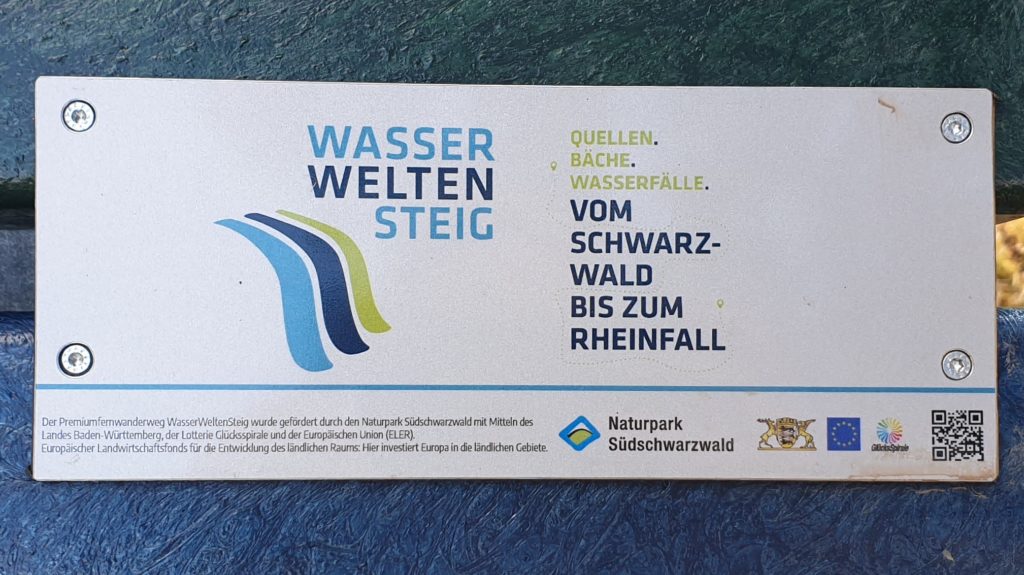 WASSER
WELTEN
STEIG
QUELLEN.
BÄCHE.
WASSERFÄLLE.
VOM
SCHWARZ-
WALD
BIS ZUM
RHEINFALL
Der Premiumfernwanderweg WasserWeltenSteig wurde gefördert durch den Naturpark Südschwarzwald mit Mitteln des
Landes Baden-Württemberg, der Lotterie Glücksspirale und der Europäischen Union (ELER).
Europäischer Landwirtschaftsfonds für die Entwicklung des ländlichen Raums: Hier investiert Europa in die ländlichen Gebiete.
Naturpark
Südschwarzwald
GlücksSpirale